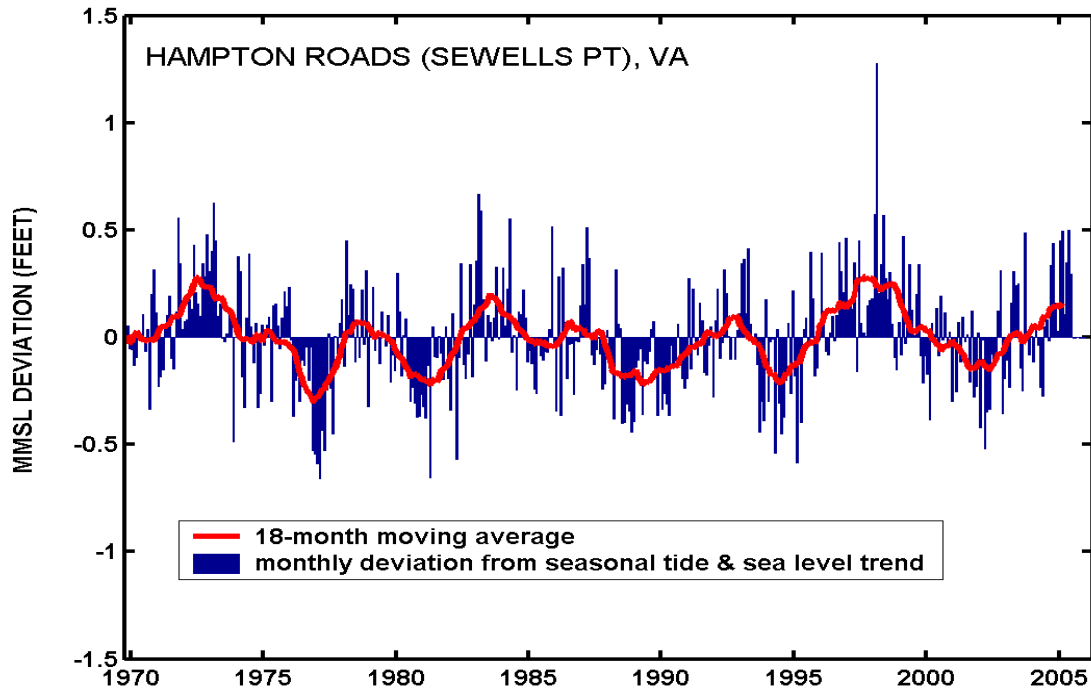 HAMPTON ROADS (SEWELLS PT), VA
MMSL DEVIATION (FEET)
1.5
1
0.5
0
-0.5
-1
-1.5
18-month moving average
monthly deviation from seasonal tide & sea level trend
1970 1975 1980 1985 1990 1995 2000 2005